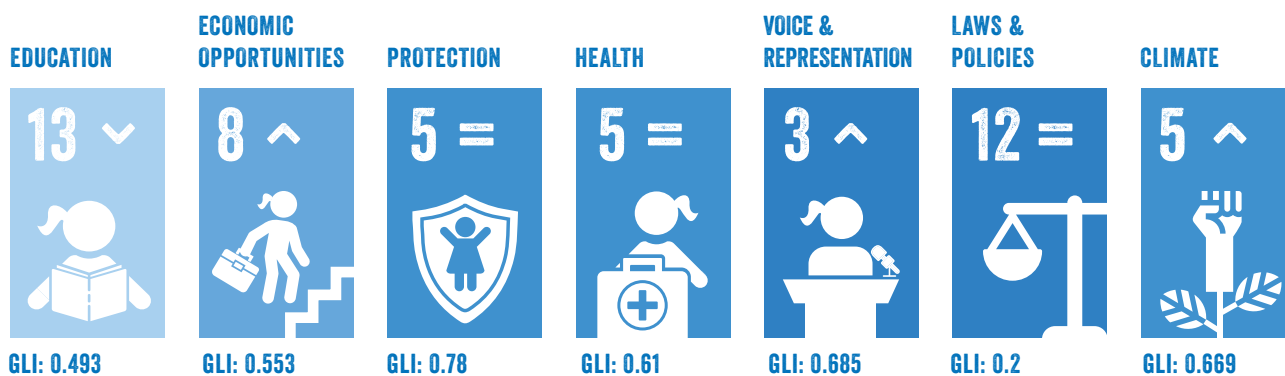 EDUCATION
13
GLI: 0.493
ECONOMIC
OPPORTUNITIES
8
GLI: 0.553
PROTECTION
5 =
GLI: 0.78
HEALTH
5 =
GLI: 0.61
VOICE &
REPRESENTATION
3
GLI: 0.685
LAWS &
POLICIES
12 =
GLI: 0.2
CLIMATE
5
GLI: 0.669